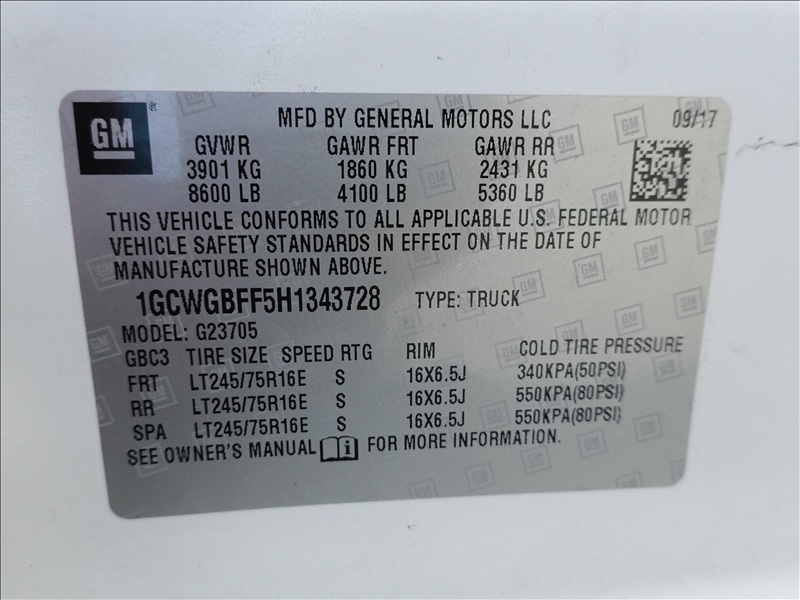 GM ®
MFD BY GENERAL MOTORS LLC 09/17
GVWR GAWR FRT GAWR RR
3901 KG 1860 KG 2431 KG
8600 LB 4100 LB 5360 LB
THIS VEHICLE CONFORMS TO ALL APPLICABLE U.S. FEDERAL MOTOR
VEHICLE SAFETY STANDARDS IN EFFECT ON THE DATE OF
MANUFACTURE SHOWN ABOVE.
1GCWGBFF5H1343728 TYPE: TRUCK
MODEL: G23705
GBC3 TIRE SIZE SPEED RTG RIM COLD TIRE PRESSURE
FRT LT245/75R16E S 16X6.5J 340KPA(50PSI)
RR LT245/75R16E S 16X6.5J 550KPA(80PSI)
SPA LT245/75R16E S 16X6.5J 550KPA(80PSI)
SEE OWNER'S MANUAL i FOR MORE INFORMATION.